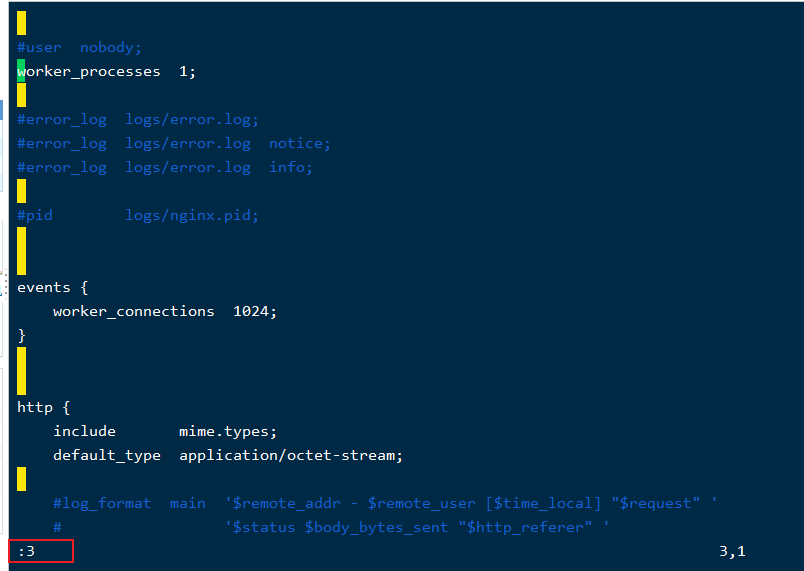 #user  nobody;
worker_processes  1;
#error_log  logs/error.log;
#error_log  logs/error.log  notice;
#error_log  logs/error.log  info;
#pid        logs/nginx.pid;
events {
    worker_connections  1024;
}
http {
    include       mime.types;
    default_type  application/octet-stream;
    #log_format  main  '$remote_addr - $remote_user [$time_local] "$request" '
    #                  '$status $body_bytes_sent "$http_referer" '
:3 3,1